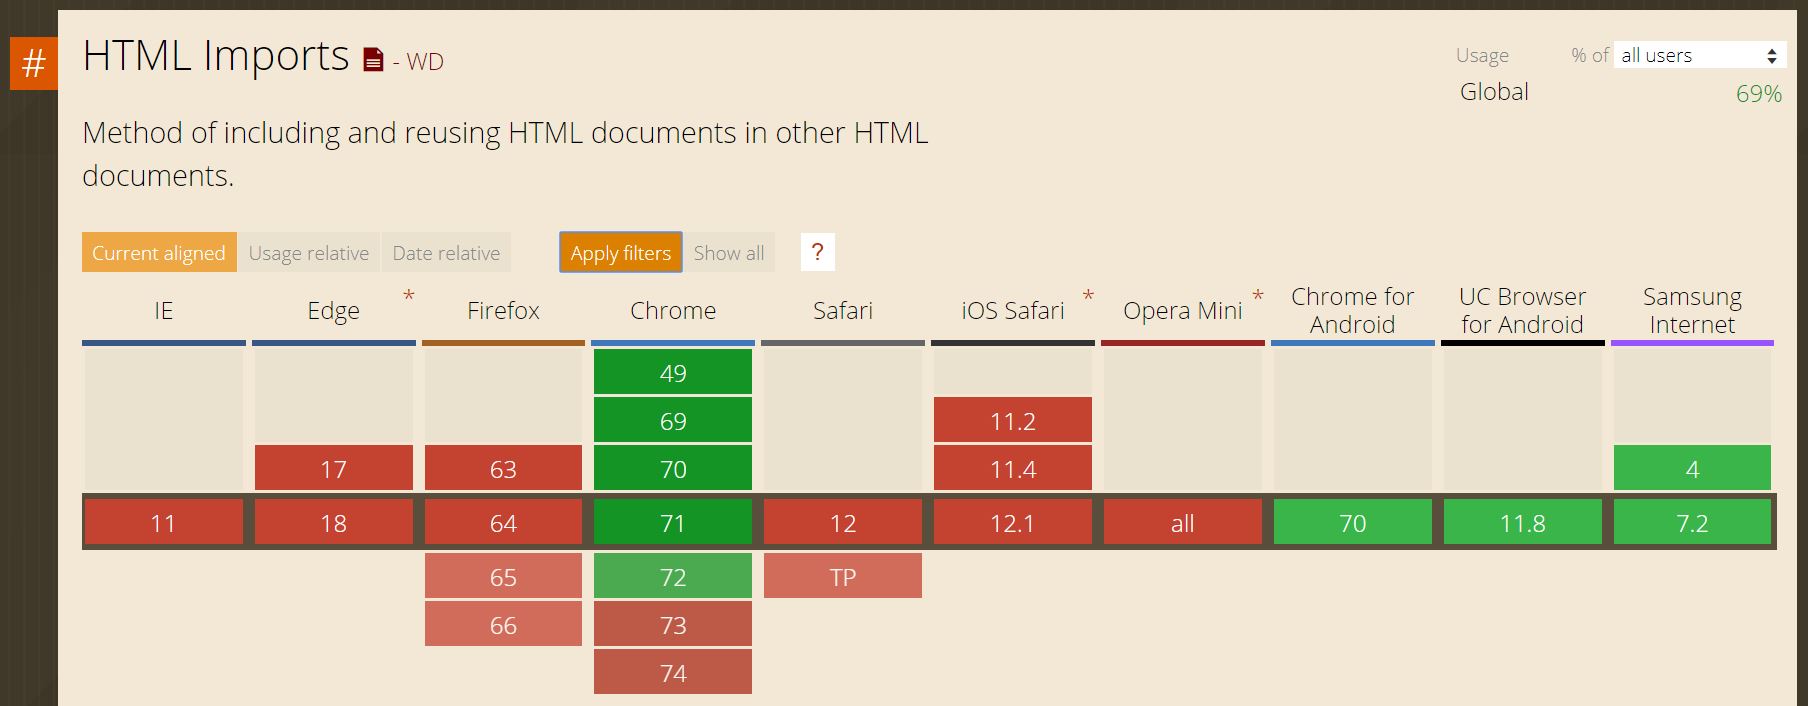 #
HTML Imports - WD
Usage % of all users
Global 69%
Method of including and reusing HTML documents in other HTML
documents.
Current aligned Usage relative Date relative Apply filters Show all ?
IE Edge * Firefox Chrome Safari iOS Safari * Opera Mini * Chrome for Android UC Browser for Android Samsung Internet
49
69 11.2
17 63 70 11.4 4
11 18 64 71 12 12.1 all 70 11.8 7.2
65 72 TP
66 73
74